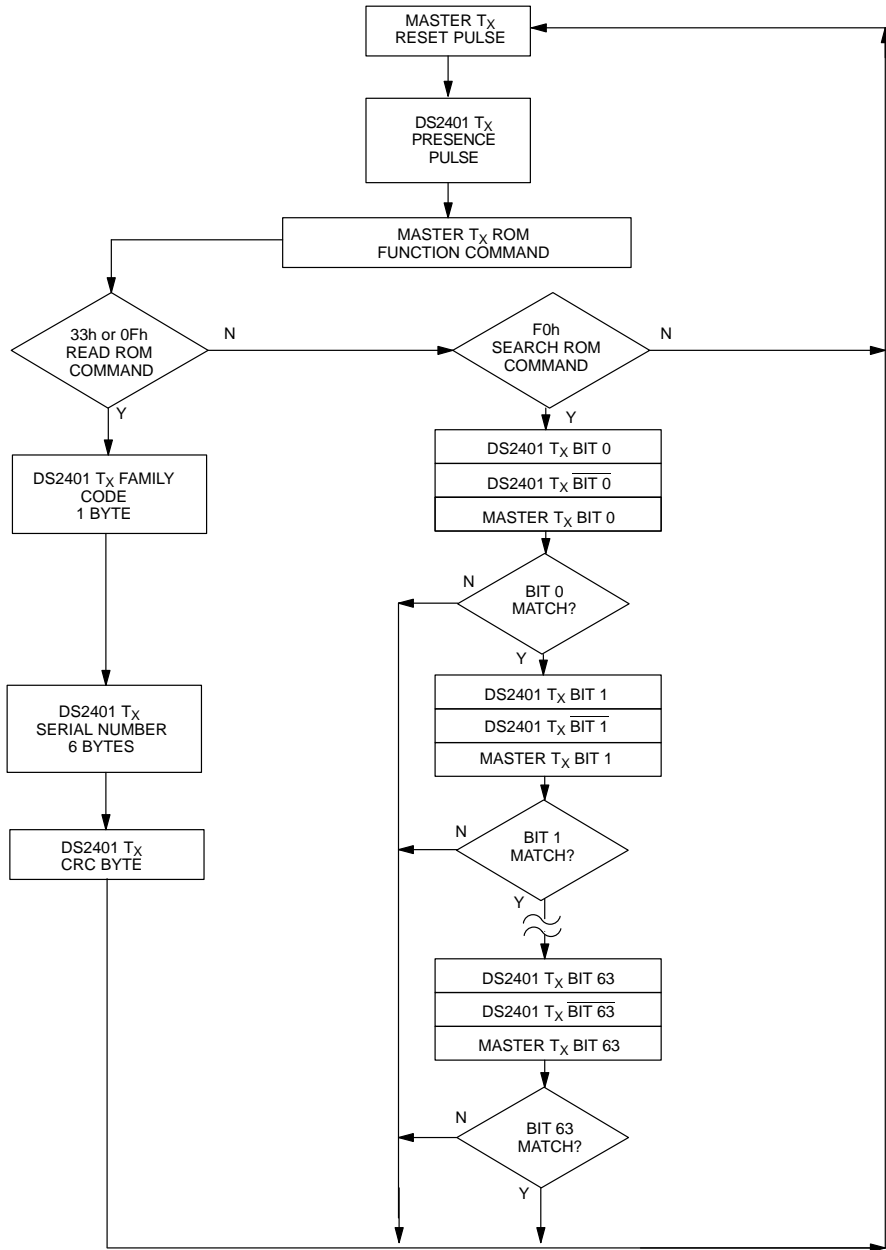 MASTER TX
RESET PULSE
DS2401 TX
PRESENCE
PULSE
MASTER TX ROM
FUNCTION COMMAND
33h or 0Fh
READ ROM
COMMAND
N
Y
F0h
SEARCH ROM
COMMAND
N
Y
DS2401 TX FAMILY
CODE
1 BYTE
DS2401 TX
SERIAL NUMBER
6 BYTES
DS2401 TX
CRC BYTE
DS2401 TX BIT 0
DS2401 TX B̅I̅T̅ ̅0̅
MASTER TX BIT 0
BIT 0
MATCH?
N
Y
DS2401 TX BIT 1
DS2401 TX B̅I̅T̅ ̅1̅
MASTER TX BIT 1
BIT 1
MATCH?
N
Y
DS2401 TX BIT 63
DS2401 TX B̅I̅T̅ ̅6̅3̅
MASTER TX BIT 63
BIT 63
MATCH?
N
Y